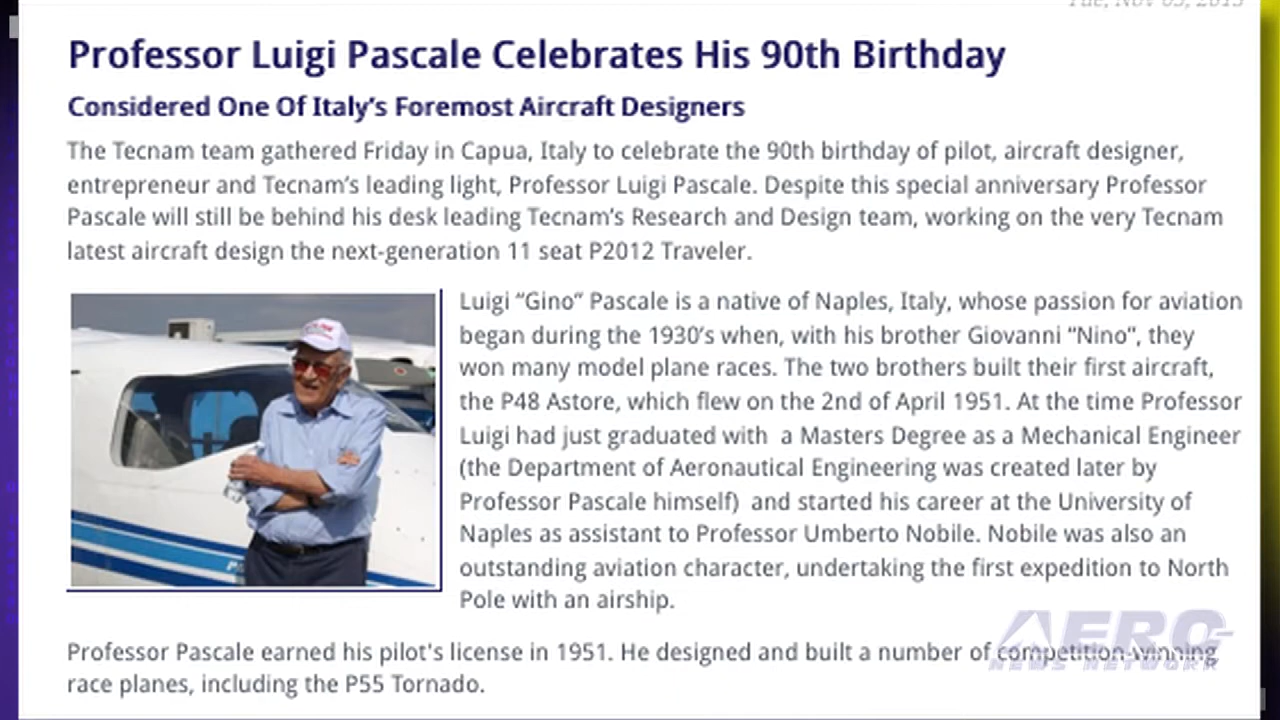 Tue, Nov 05, 2013
Professor Luigi Pascale Celebrates His 90th Birthday
Considered One Of Italy's Foremost Aircraft Designers
The Tecnam team gathered Friday in Capua, Italy to celebrate the 90th birthday of pilot, aircraft designer,
entrepreneur and Tecnam's leading light, Professor Luigi Pascale. Despite this special anniversary Professor
Pascale will still be behind his desk leading Tecnam's Research and Design team, working on the very Tecnam
latest aircraft design the next-generation 11 seat P2012 Traveler.
Luigi “Gino” Pascale is a native of Naples, Italy, whose passion for aviation
began during the 1930's when, with his brother Giovanni “Nino”, they
won many model plane races. The two brothers built their first aircraft,
the P48 Astore, which flew on the 2nd of April 1951. At the time Professor
Luigi had just graduated with a Masters Degree as a Mechanical Engineer
(the Department of Aeronautical Engineering was created later by
Professor Pascale himself) and started his career at the University of
Naples as assistant to Professor Umberto Nobile. Nobile was also an
outstanding aviation character, undertaking the first expedition to North
Pole with an airship.
Professor Pascale earned his pilot's license in 1951. He designed and built a number of competition-winning
race planes, including the P55 Tornado.
AERO
NEWS NETWORK